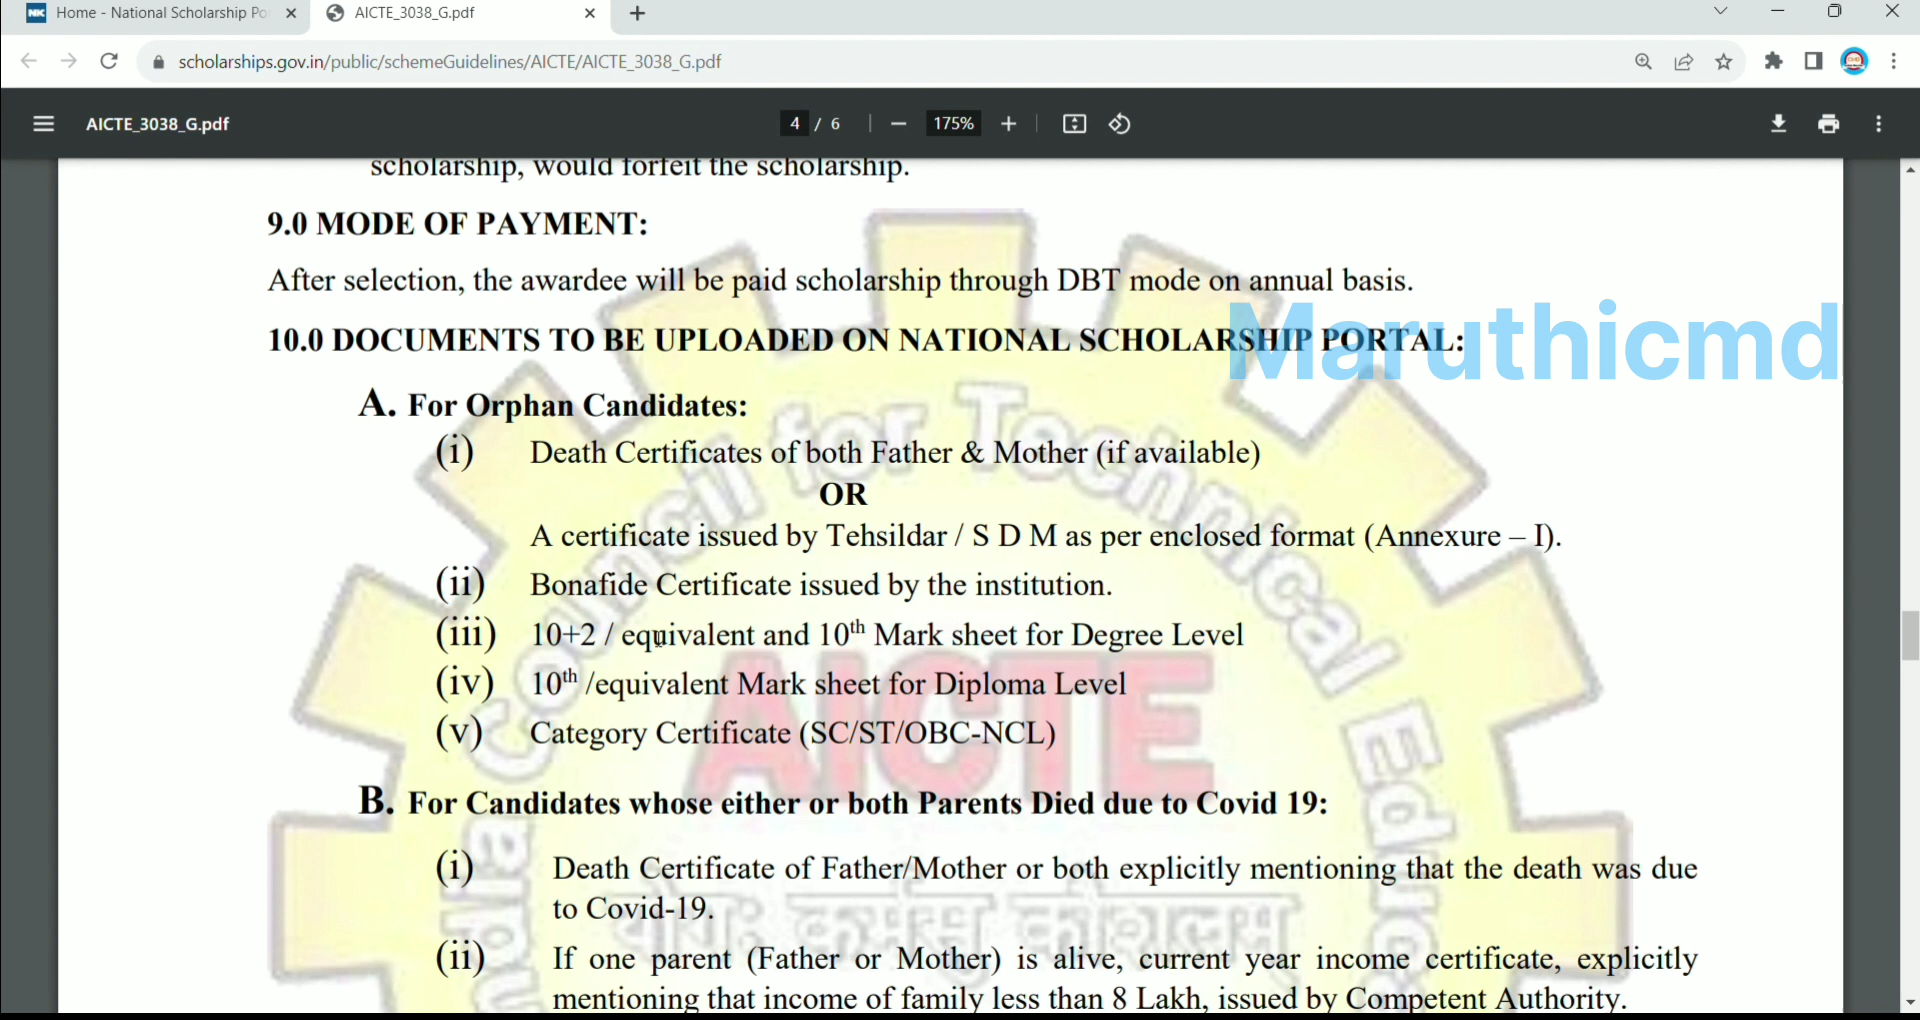 Home - National Scholarship Po
AICTE_3038_G.pdf
scholarships.gov.in/public/schemeGuidelines/AICTE/AICTE_3038_G.pdf
AICTE_3038_G.pdf
4 / 6
175%
scholarship, would forfeit the scholarship.
9.0 MODE OF PAYMENT:
After selection, the awardee will be paid scholarship through DBT mode on annual basis.
Maruthicmd
10.0 DOCUMENTS TO BE UPLOADED ON NATIONAL SCHOLARSHIP PORTAL:
A. For Orphan Candidates:
(i) Death Certificates of both Father & Mother (if available)
OR
A certificate issued by Tehsildar / S D M as per enclosed format (Annexure – I).
(ii) Bonafide Certificate issued by the institution.
(iii) 10+2 / equivalent and 10th Mark sheet for Degree Level
(iv) 10th /equivalent Mark sheet for Diploma Level
(v) Category Certificate (SC/ST/OBC-NCL)
AICTE
B. For Candidates whose either or both Parents Died due to Covid 19:
(i) Death Certificate of Father/Mother or both explicitly mentioning that the death was due
to Covid-19.
(ii) If one parent (Father or Mother) is alive, current year income certificate, explicitly
mentioning that income of family less than 8 Lakh, issued by Competent Authority.
Council for Technical